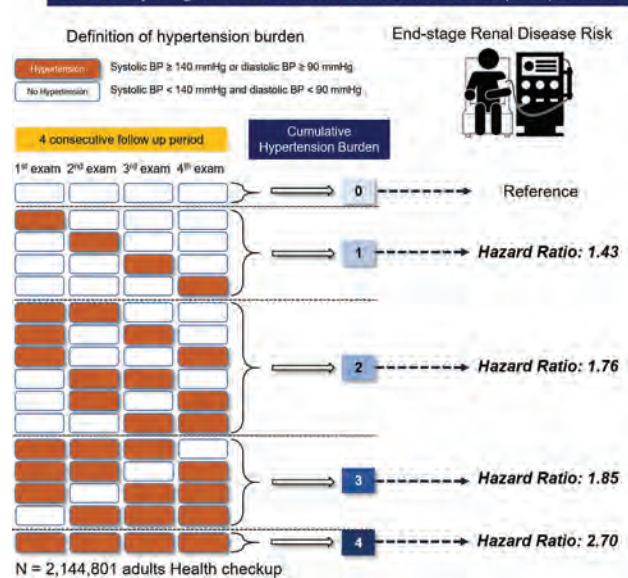 Definition of hypertension burden
End-stage Renal Disease Risk
Hypertension Systolic BP ≥ 140 mmHg or diastolic BP ≥ 90 mmHg
No Hypertension Systolic BP < 140 mmHg and diastolic BP < 90 mmHg
4 consecutive follow up period
Cumulative
Hypertension Burden
1st exam 2nd exam 3rd exam 4th exam
0 Reference
1 Hazard Ratio: 1.43
2 Hazard Ratio: 1.76
3 Hazard Ratio: 1.85
4 Hazard Ratio: 2.70
N = 2,144,801 adults Health checkup